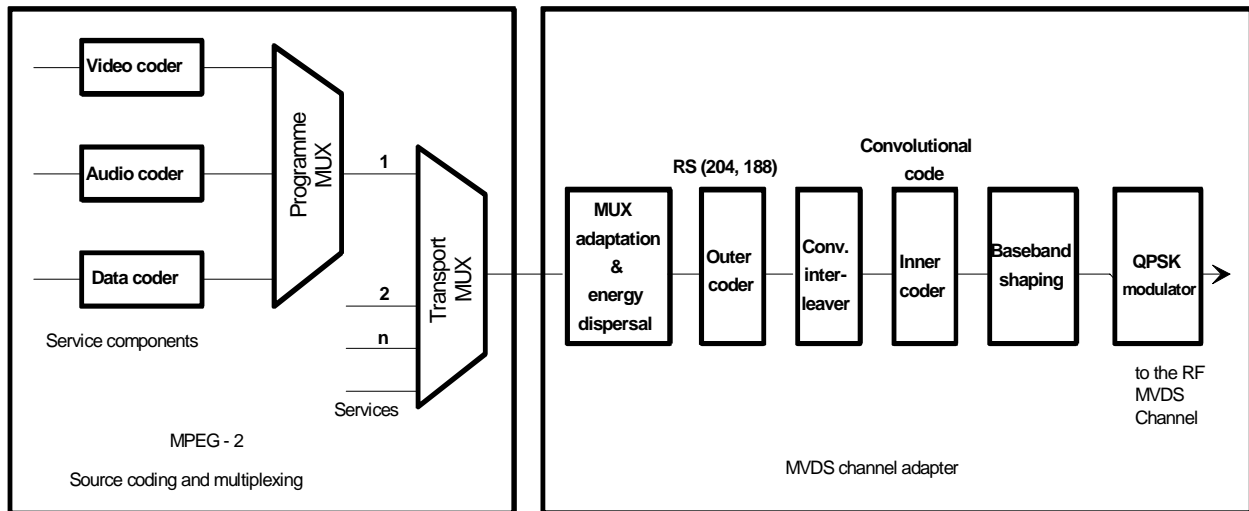 Video coder
Audio coder
Data coder
Service components
Programme
MUX
1
2
n
Services
Transport
MUX
MPEG - 2
Source coding and multiplexing
MUX
adaptation
&
energy
dispersal
RS (204, 188)
Outer
coder
Conv.
inter-
leaver
Convolutional
code
Inner
coder
Baseband
shaping
QPSK
modulator
to the RF
MVDS
Channel
MVDS channel adapter